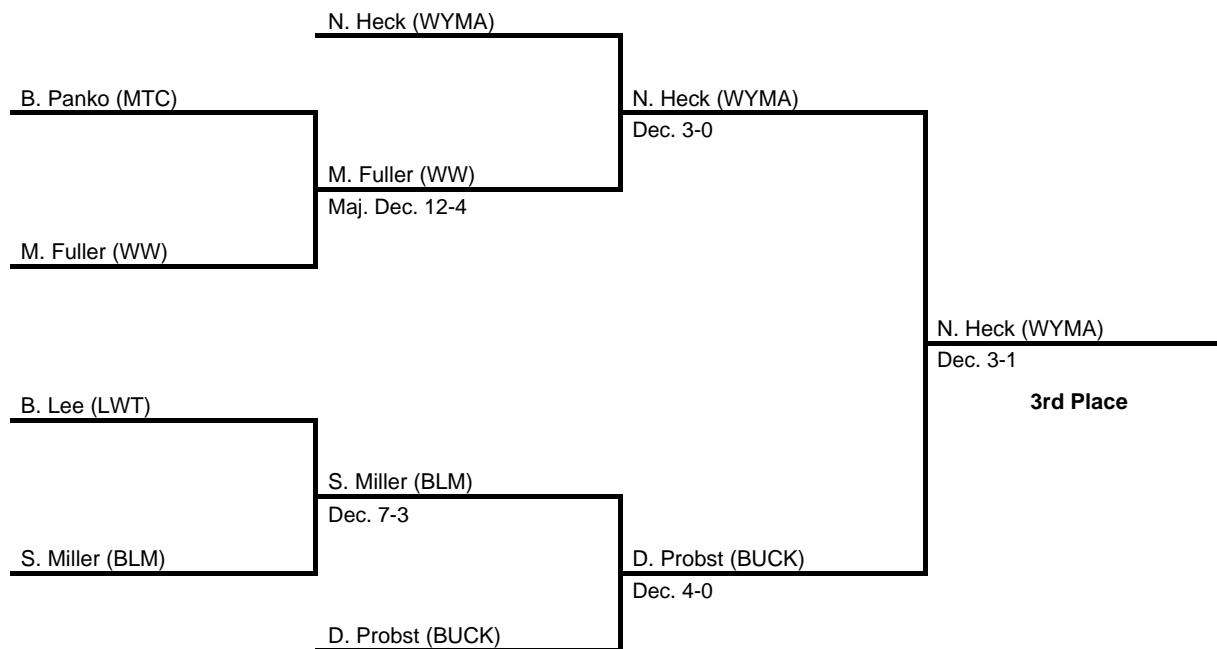 N. Heck (WYMA)
B. Panko (MTC)
N. Heck (WYMA)
Dec. 3-0
M. Fuller (WW)
Maj. Dec. 12-4
M. Fuller (WW)
N. Heck (WYMA)
Dec. 3-1
3rd Place
B. Lee (LWT)
S. Miller (BLM)
Dec. 7-3
S. Miller (BLM)
D. Probst (BUCK)
Dec. 4-0
D. Probst (BUCK)